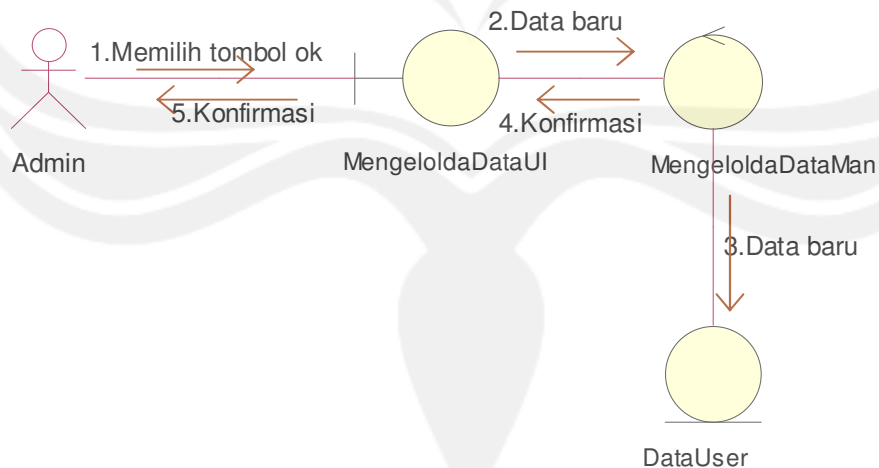 2.Data baru
1.Memilih tombol ok
5.Konfirmasi
4.Konfirmasi
Admin
MengeloldaDataUI
MengeloldaDataMan
3.Data baru
DataUser